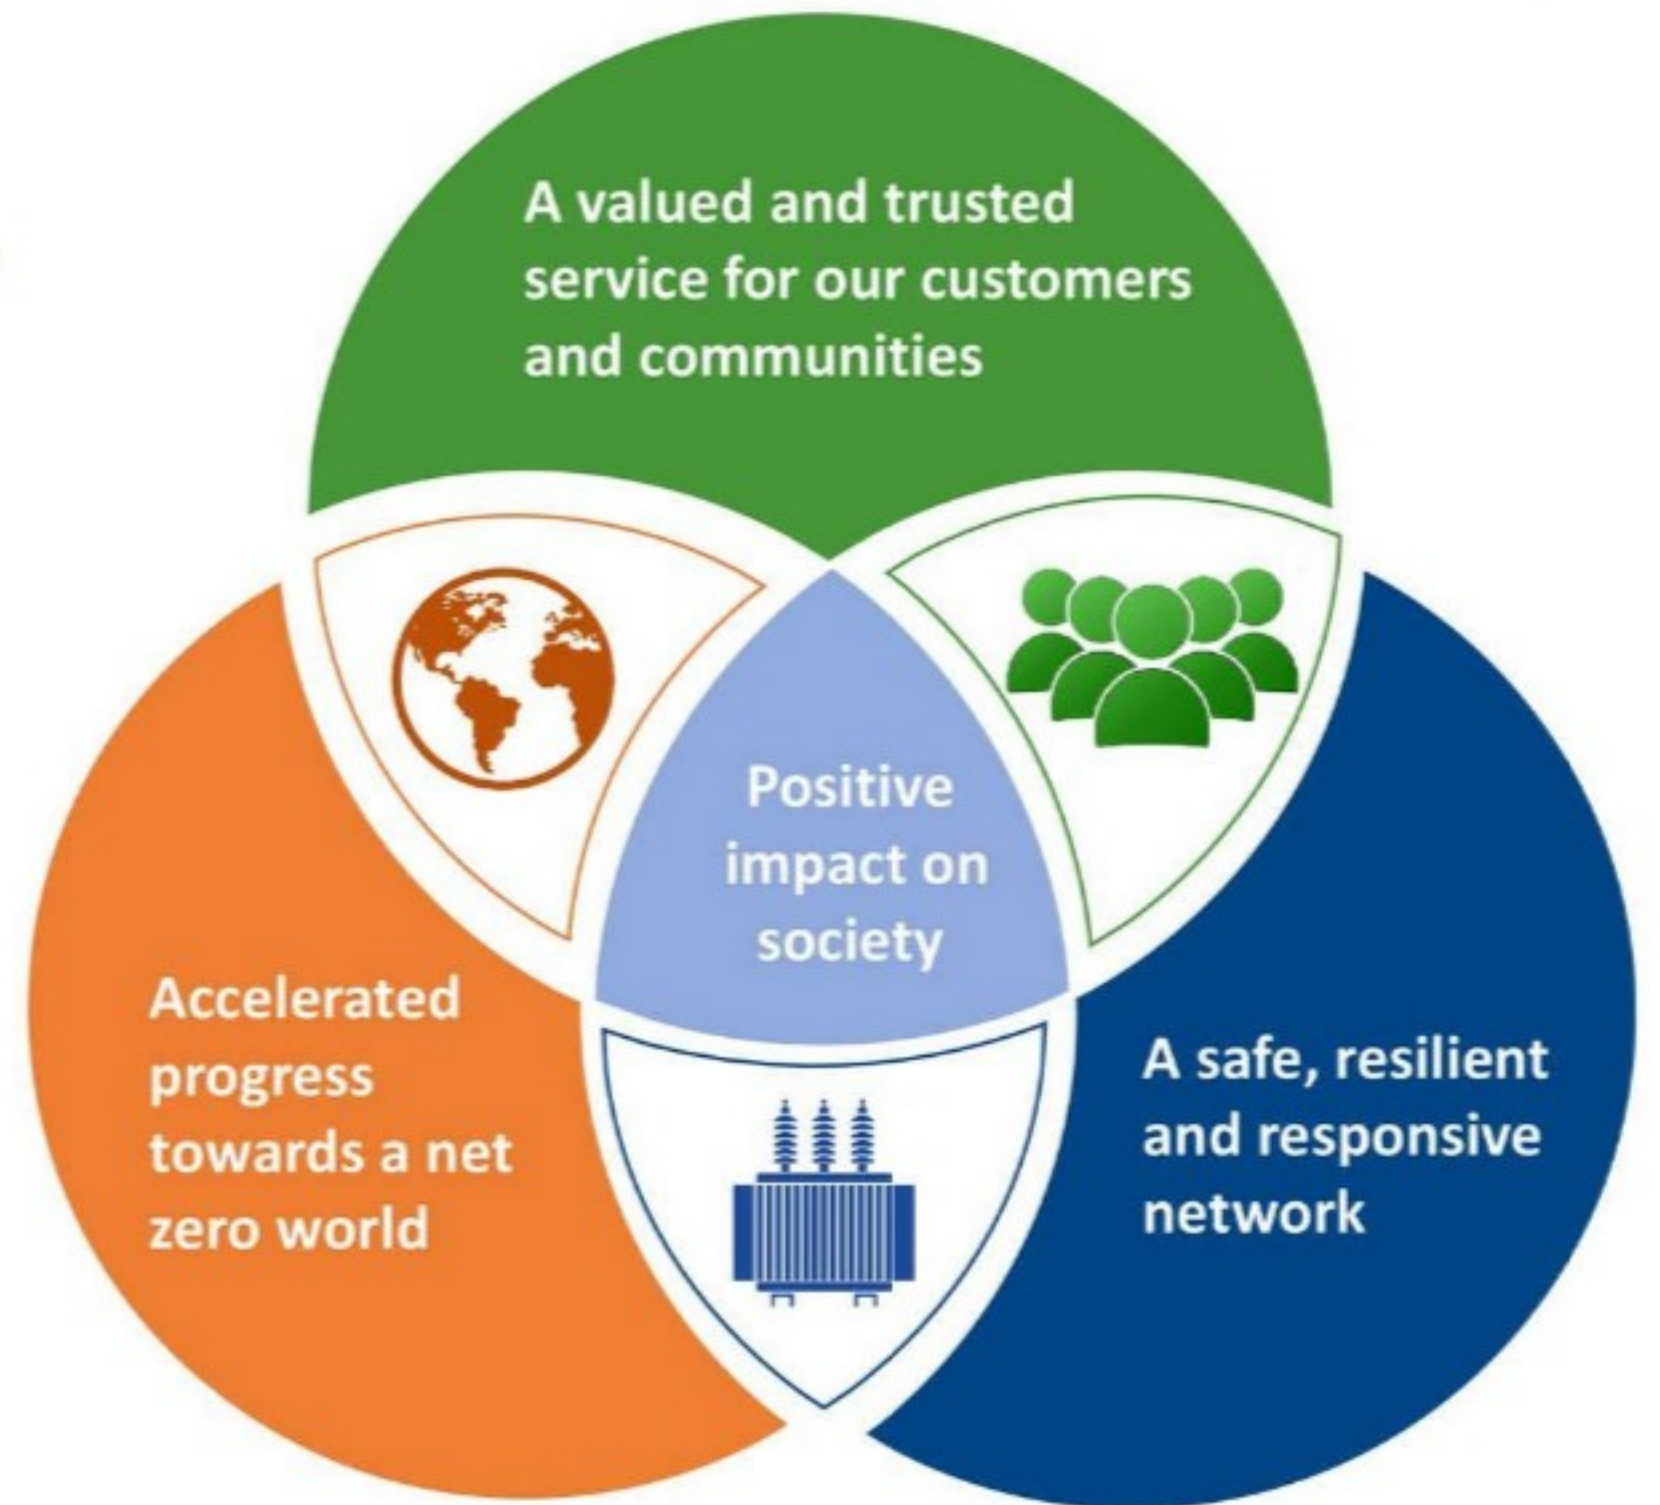 A valued and trusted
service for our customers
and communities
Positive
impact on
society
Accelerated
progress
towards a net
zero world
A safe, resilient
and responsive
network